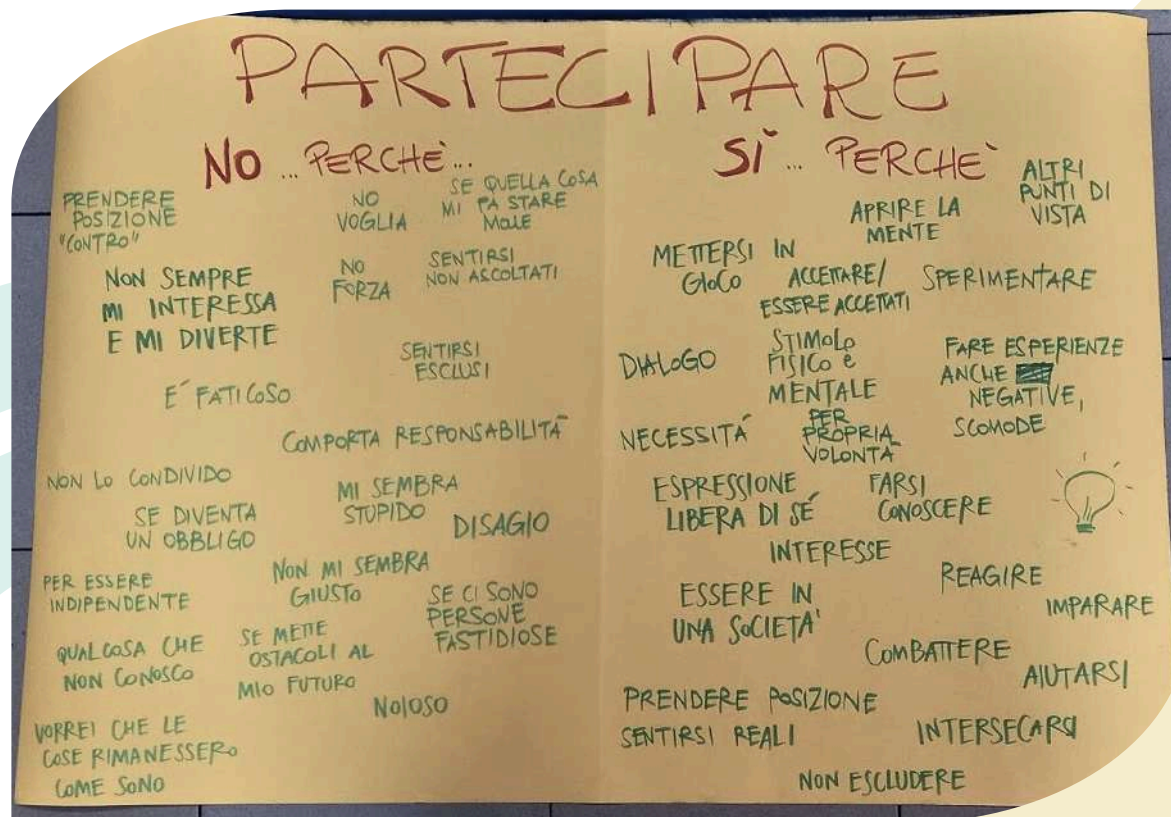 PARTECIPARE
NO ... PERCHÈ...
PRENDERE
POSIZIONE
"CONTRO"
NO
VOGLIA
SE QUELLA COSA
MI FA STARE
MALE
NON SEMPRE
MI INTERESSA
E MI DIVERTE
NO
FORZA
SENTIRSI
NON ASCOLTATI
SENTIRSI
ESCLUSI
E' FATICOSO
COMPORTA RESPONSABILITÀ
NON LO CONDIVIDO
MI SEMBRA
STUPIDO
SE DIVENTA
UN OBBLIGO
DISAGIO
PER ESSERE
INDIPENDENTE
NON MI SEMBRA
GIUSTO
SE CI SONO
PERSONE
FASTIDIOSE
QUALCOSA CHE
NON CONOSCO
SE METTE
OSTACOLI AL
MIO FUTURO
NOIOSO
VORREI CHE LE
COSE RIMANESSERO
COME SONO
SÌ ... PERCHÈ
ALTRI
PUNTI DI
VISTA
APRIRE LA
MENTE
METTERSI IN
GIOCO
ACCETTARE/
ESSERE ACCETTATI
SPERIMENTARE
DIALOGO
STIMOLO
FISICO e
MENTALE
FARE ESPERIENZE
ANCHE
NEGATIVE,
SCOMODE
NECESSITÁ
PER
PROPRIA
VOLONTÀ
ESPRESSIONE
LIBERA DI SÉ
FARSI
CONOSCERE
INTERESSE
REAGIRE
ESSERE IN
UNA SOCIETA'
IMPARARE
COMBATTERE
AIUTARSI
PRENDERE POSIZIONE
SENTIRSI REALI
INTERSECARSI
NON ESCLUDERE